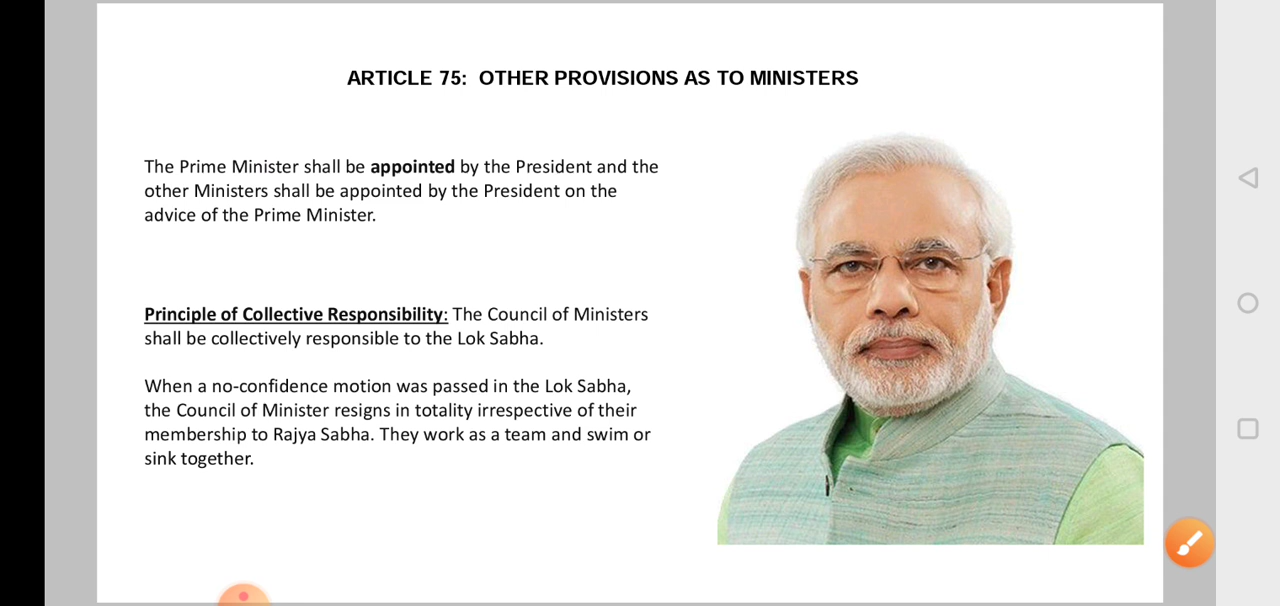 ARTICLE 75: OTHER PROVISIONS AS TO MINISTERS
The Prime Minister shall be appointed by the President and the
other Ministers shall be appointed by the President on the
advice of the Prime Minister.
Principle of Collective Responsibility: The Council of Ministers
shall be collectively responsible to the Lok Sabha.
When a no-confidence motion was passed in the Lok Sabha,
the Council of Minister resigns in totality irrespective of their
membership to Rajya Sabha. They work as a team and swim or
sink together.